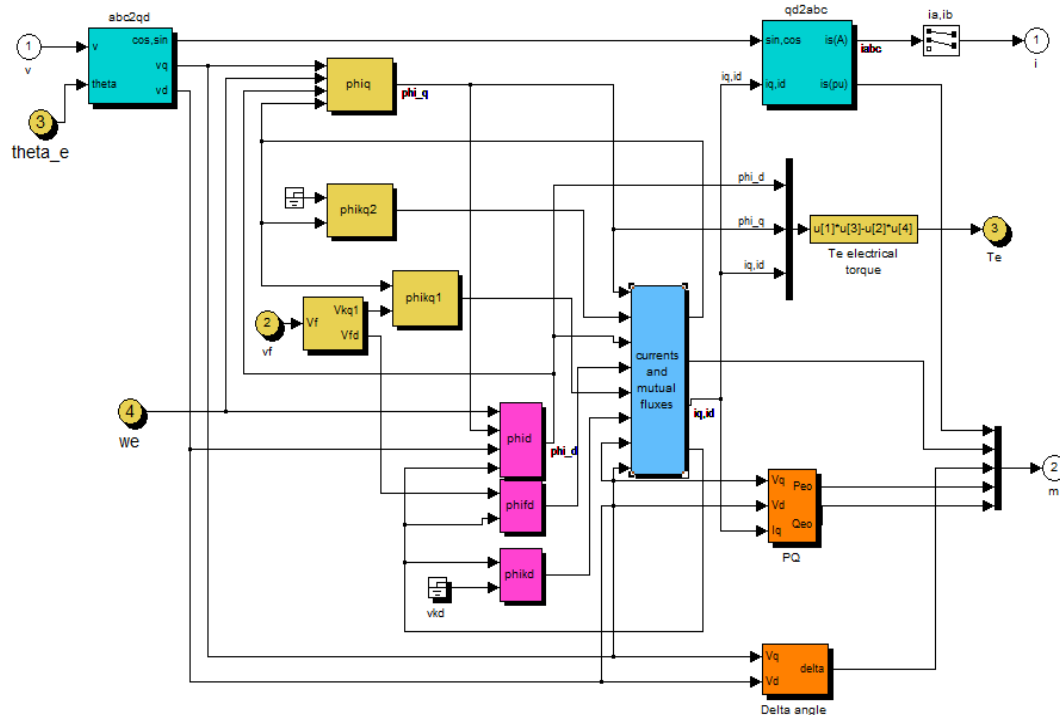 abc2qd
qd2abc
ia,ib
1
v
v
theta
cos,sin
vq
vd
3
theta_e
sin,cos
iq,id
is(A)
is(pu)
iabc
1
i
iq,id
phiq
phi_q
phikq2
phi_d
phi_q
iq,id
u[1]*u[3]-u[2]*u[4]
Te electrical
torque
3
Te
phikq1
2
vf
Vf
Vkq1
Vfd
currents
and
mutual
fluxes
iq,id
4
we
phid
phi_d
phifd
phikd
vkd
Vq
Vd
Iq
Peo
Qeo
PQ
2
m
Vq
Vd
delta
Delta angle